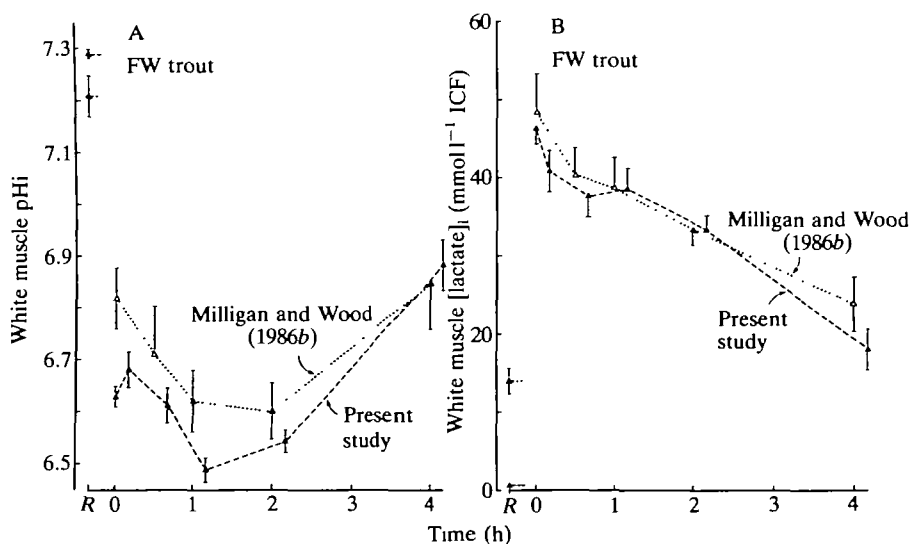 A
FW trout
7.3
7.1
6.9
6.7
6.5
White muscle pHi
Milligan and Wood
(1986b)
Present
study
R 0 1 2 3 4
B
FW trout
60
40
20
0
White muscle [lactate]i (mmol l−1 ICF)
Milligan and Wood
(1986b)
Present
study
R 0 1 2 3 4
Time (h)